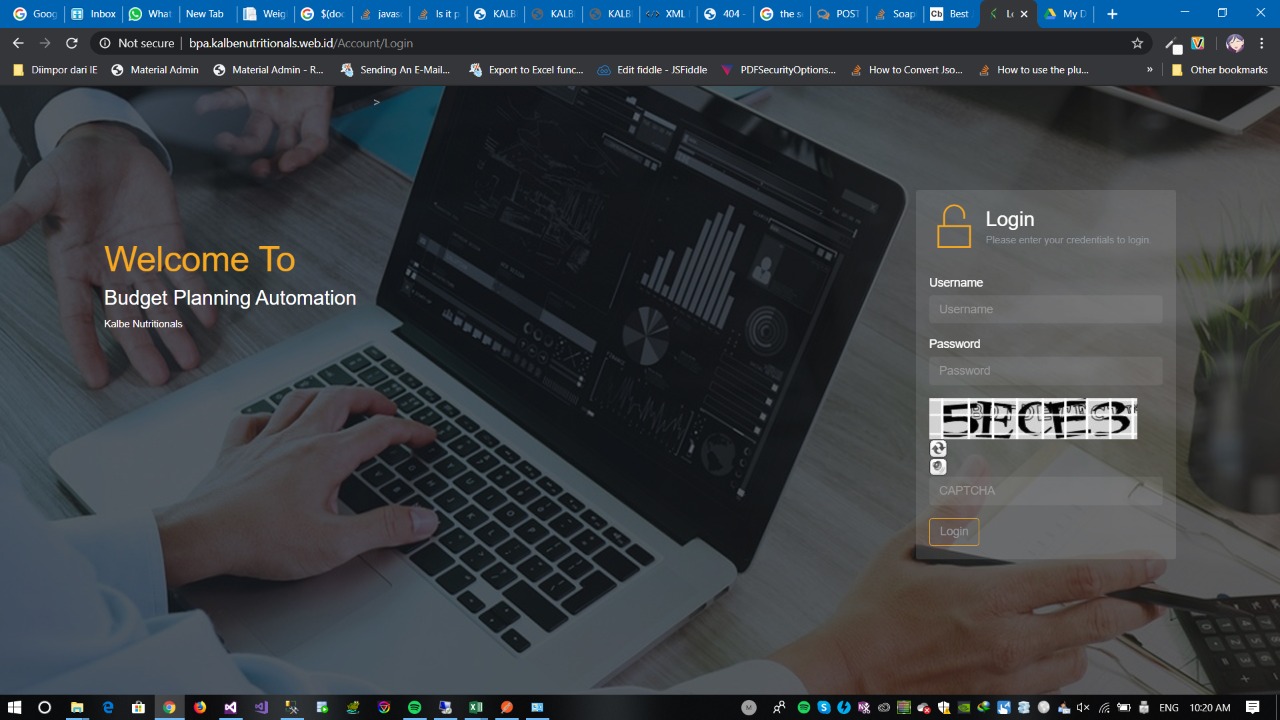 Goog
Inbox
What
New Tab
Weig
$(doc
javas
Is it p
KALB
KALB
KALB
XML
404 -
the s
POST
Soap
Best
Lo
My D
Not secure
bpa.kalbenutritionals.web.id/Account/Login
Diimpor dari IE
Material Admin
Material Admin - R...
Sending An E-Mail...
Export to Excel func...
Edit fiddle - JSFiddle
PDFSecurityOptions...
How to Convert Jso...
How to use the plu...
»
Other bookmarks
>
Welcome To
Budget Planning Automation
Kalbe Nutritionals
Login
Please enter your credentials to login.
Username
Username
Password
Password
CAPTCHA
Login
ENG
10:20 AM